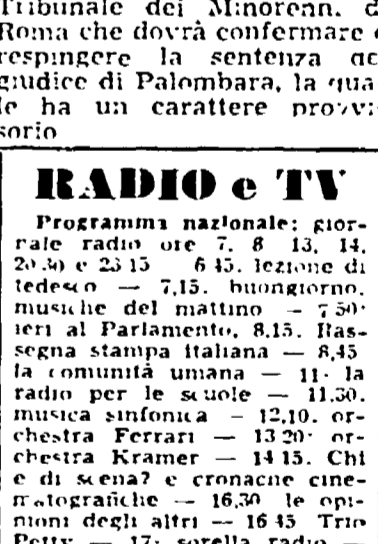 Tribunale dei Minorenn. d
Roma che dovrà confermare o
respingere la sentenza de
giudice di Palombara, la qua
le ha un carattere provvi
sorio
RADIO e TV
Programma nazionale: gior-
nale radio ore 7, 8 13, 14,
20.30 e 23 15 6 45. lezione di
tedesco — 7,15. buongiorno,
musiche del mattino — 7 50·
ieri al Parlamento, 8,15. Ras-
segna stampa italiana — 8,45
la comunità umana — 11· la
radio per le scuole — 11.30.
musica sinfonica — 12,10. or-
chestra Ferrari — 13 20· or-
chestra Kramer — 14 15. Chi
e di scena? e cronache cine-
matografiche — 16,30 le opi-
nioni degli altri — 16 45 Trio
Petty — 17· sorella radio —